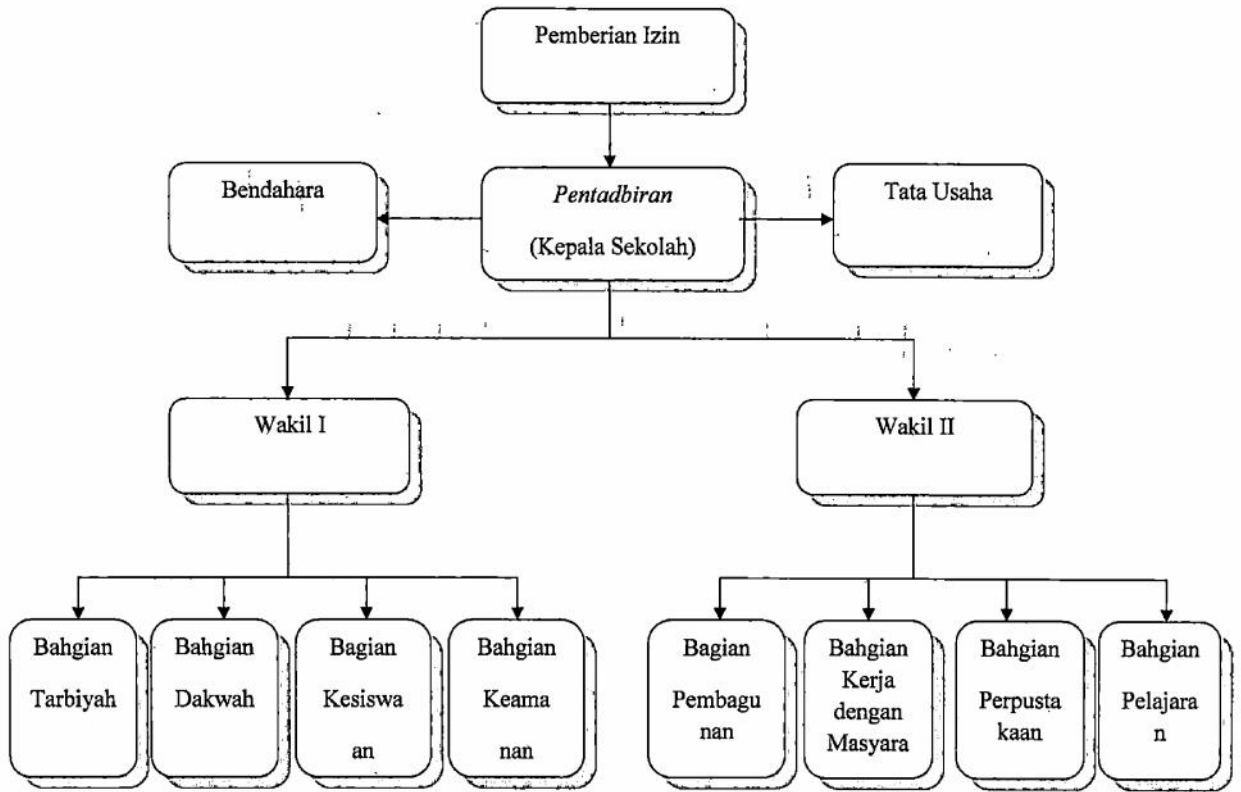 Pemberian Izin
Bendahara
Pentadbiran
(Kepala Sekolah)
Tata Usaha
Wakil I
Wakil II
Bahgian
Tarbiyah
Bahgian
Dakwah
Bagian
Kesiswa
an
Bahgian
Keama
nan
Bagian
Pembagu
nan
Bahgian
Kerja
dengan
Masyara
Bahgian
Perpusta
kaan
Bahgian
Pelajara
n